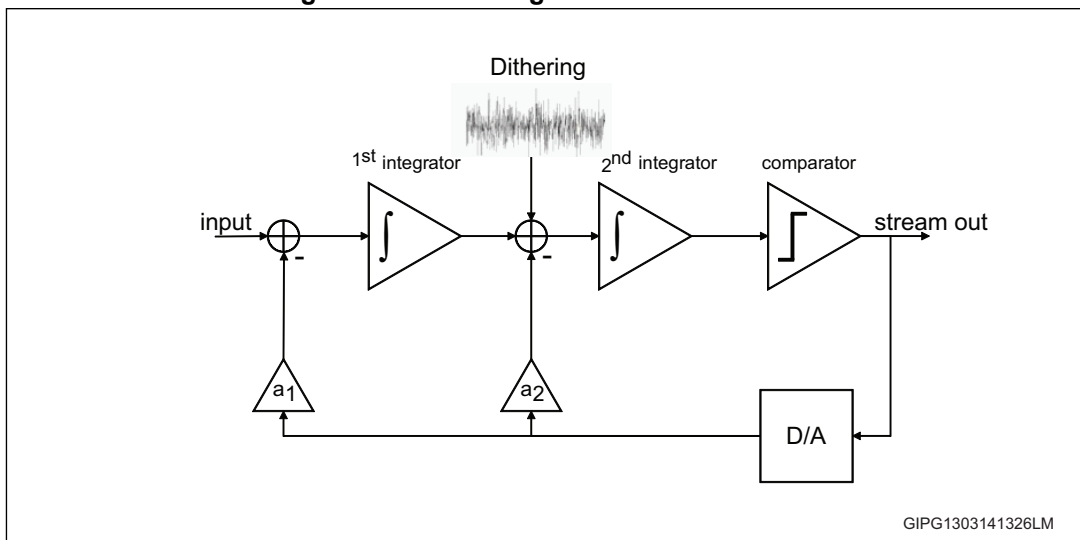 Dithering
1st integrator
2nd integrator
comparator
input
stream out
-
-
a1
a2
D/A
GIPG1303141326LM